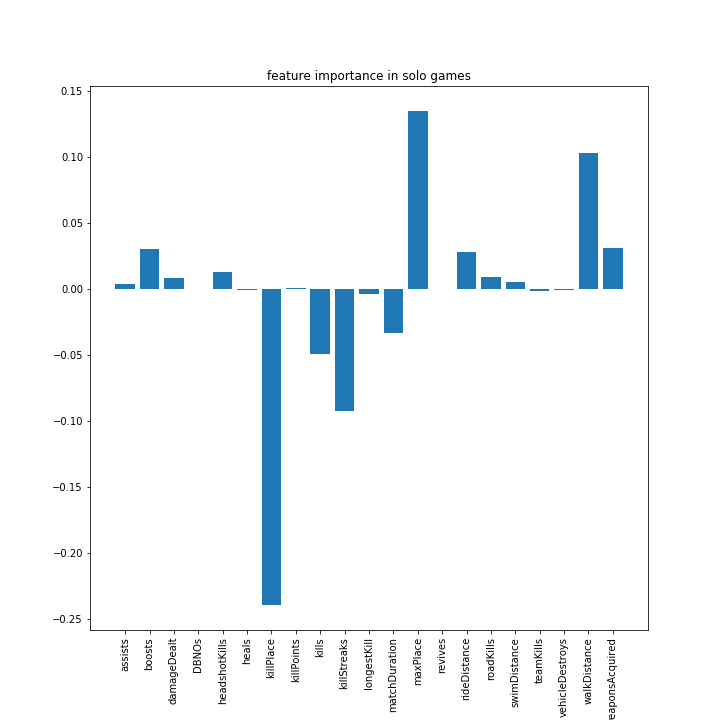 feature importance in solo games
0.15
0.10
0.05
0.00
−0.05
−0.10
−0.15
−0.20
−0.25
assists
boosts
damageDealt
DBNOs
headshotKills
heals
killPlace
killPoints
kills
killStreaks
longestKill
matchDuration
maxPlace
revives
rideDistance
roadKills
swimDistance
teamKills
vehicleDestroys
walkDistance
eaponsAcquired